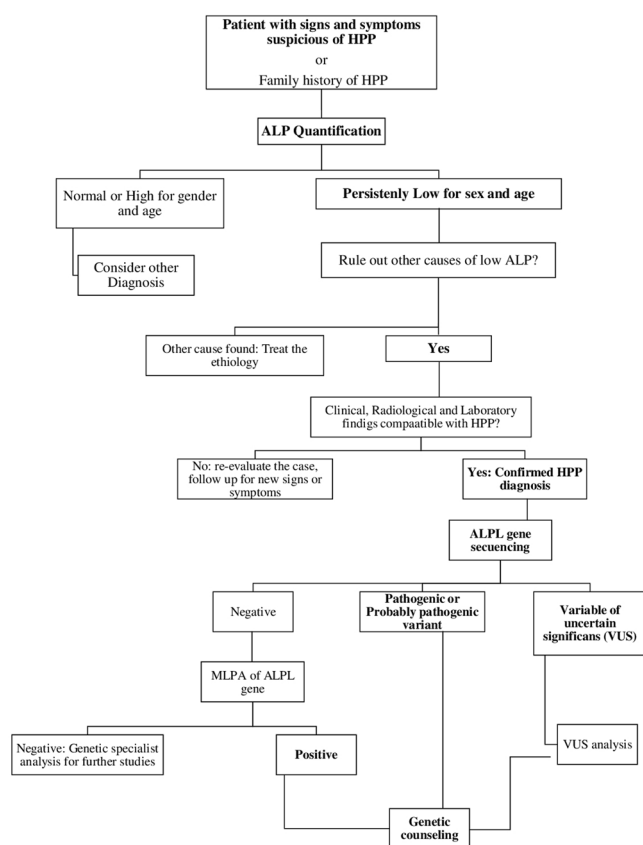 Patient with signs and symptoms
suspicious of HPP
or
Family history of HPP
ALP Quantification
Normal or High for gender
and age
Persistenly Low for sex and age
Consider other
Diagnosis
Rule out other causes of low ALP?
Other cause found: Treat the
ethiology
Yes
Clinical, Radiological and Laboratory
findigs compaatible with HPP?
No: re-evaluate the case,
follow up for new signs or
symptoms
Yes: Confirmed HPP
diagnosis
ALPL gene
secuencing
Negative
Pathogenic or
Probably pathogenic
variant
Variable of
uncertain
significans (VUS)
MLPA of ALPL
gene
Negative: Genetic specialist
analysis for further studies
Positive
VUS analysis
Genetic
counseling